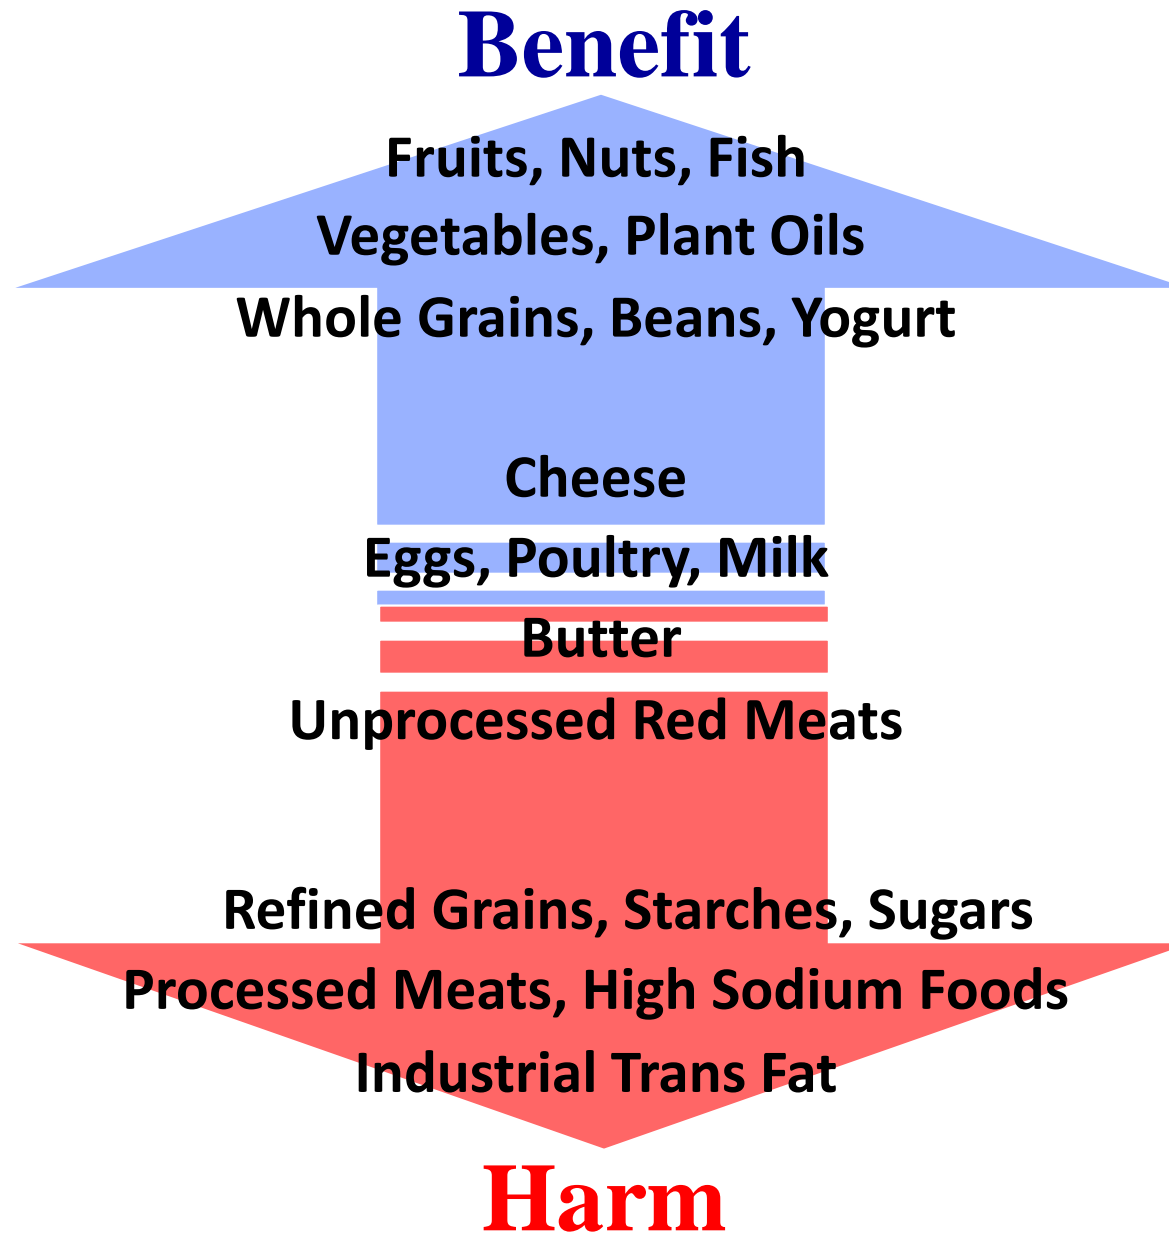 Benefit
Fruits, Nuts, Fish
Vegetables, Plant Oils
Whole Grains, Beans, Yogurt
Cheese
Eggs, Poultry, Milk
Butter
Unprocessed Red Meats
Refined Grains, Starches, Sugars
Processed Meats, High Sodium Foods
Industrial Trans Fat
Harm